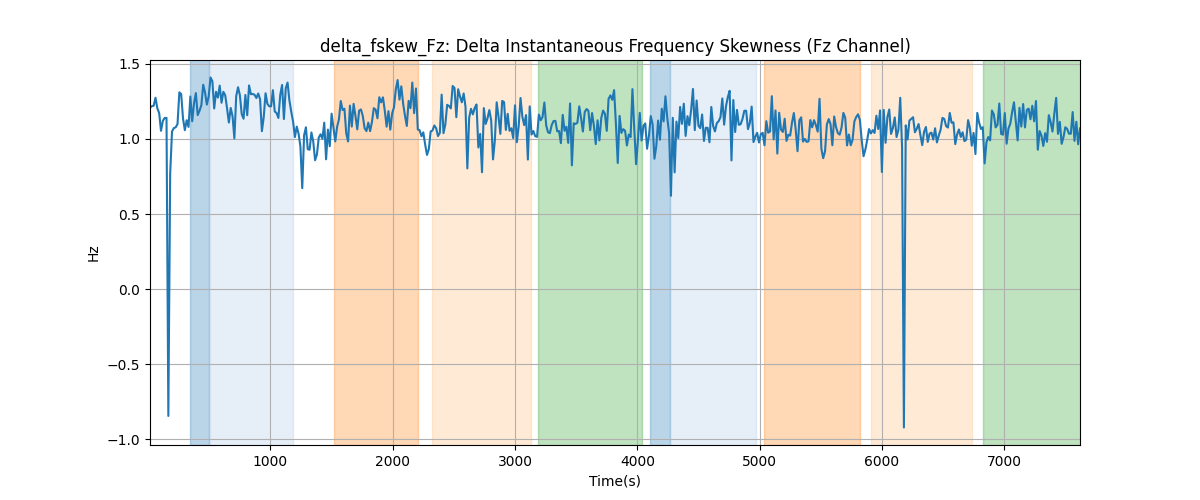 delta_fskew_Fz: Delta Instantaneous Frequency Skewness (Fz Channel)
1.5
1.0
0.5
0.0
−0.5
−1.0
Hz
1000 2000 3000 4000 5000 6000 7000
Time(s)